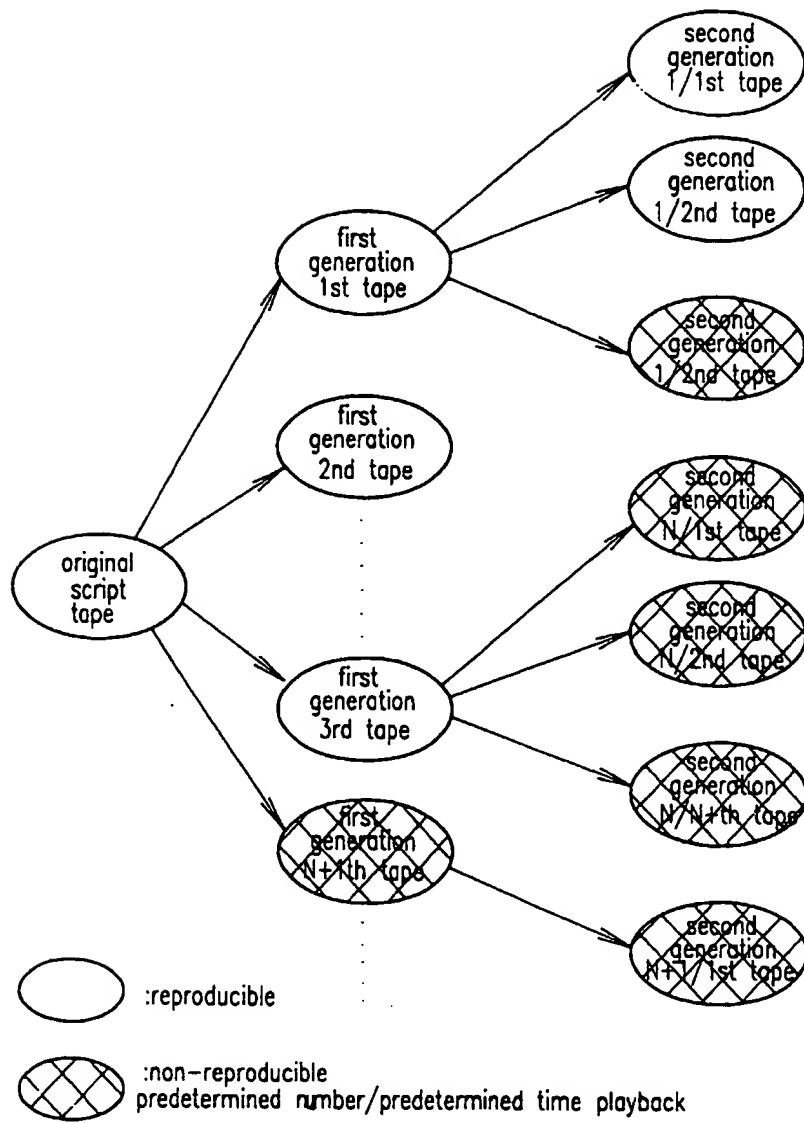 second
generation
1/1st tape
second
generation
1/2nd tape
first
generation
1st tape
second
generation
1/2nd tape
first
generation
2nd tape
second
generation
N/1st tape
original
script
tape
second
generation
N/2nd tape
first
generation
3rd tape
second
generation
N/N+th tape
first
generation
N+1th tape
second
generation
N+1/1st tape
:reproducible
:non-reproducible
predetermined number/predetermined time playback